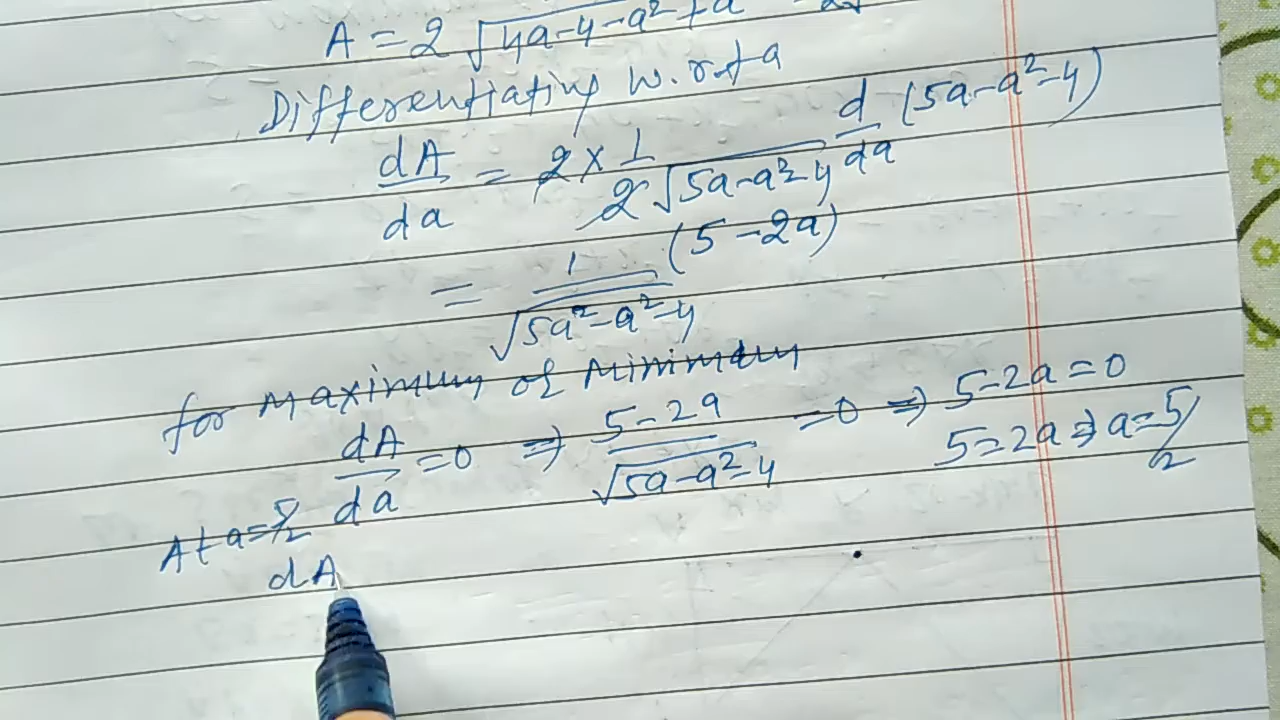 A = 2 √4a-4-a²+a
Differentiating w.r.t a
dA/da = 2 × 1/2√5a-a²-4 d/da (5a-a²-4)
= 1/√5a²-a²-4 (5-2a)
for maximum of Minimum
dA/da = 0 ⇒ 5-2a/√5a-a²-4 = 0 ⇒ 5-2a=0
5=2a ⇒ a=5/2
At a=5/2
dA